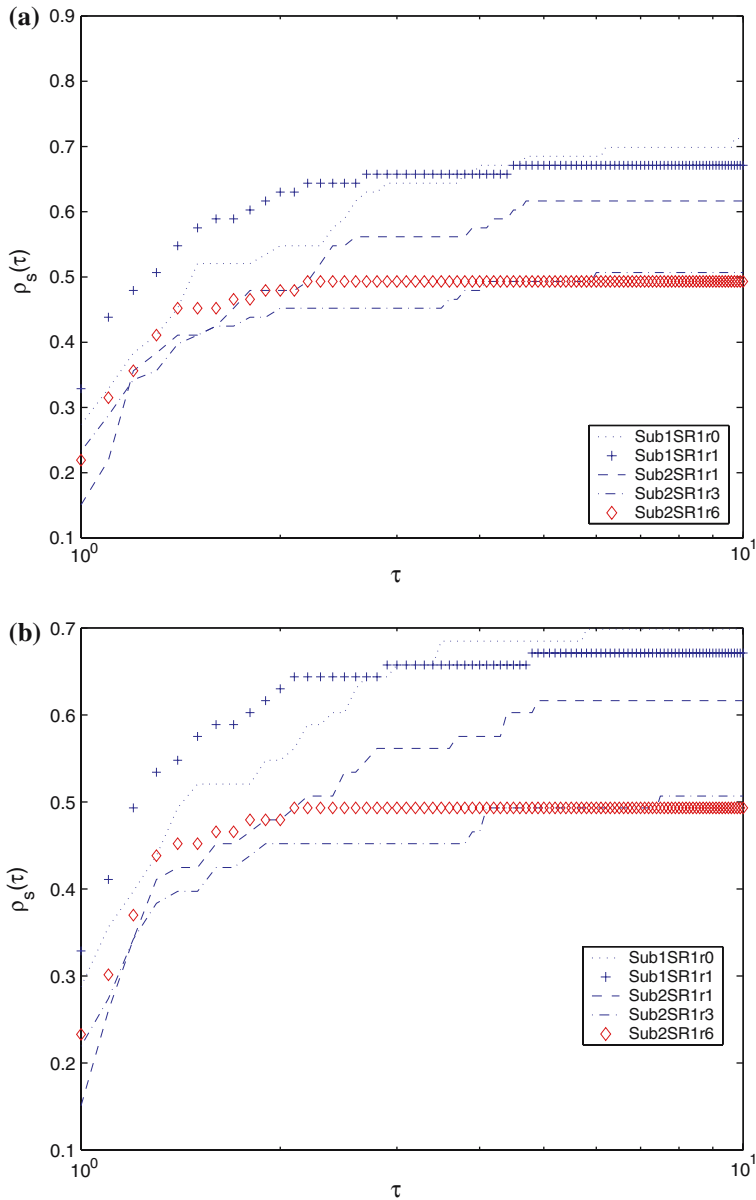 (a)
0.9
0.8
0.7
0.6
0.5
0.4
0.3
0.2
0.1
ρs(τ)
10^0
10^1
τ
Sub1SR1r0
Sub1SR1r1
Sub2SR1r1
Sub2SR1r3
Sub2SR1r6
(b)
0.7
0.6
0.5
0.4
0.3
0.2
0.1
ρs(τ)
10^0
10^1
τ
Sub1SR1r0
Sub1SR1r1
Sub2SR1r1
Sub2SR1r3
Sub2SR1r6